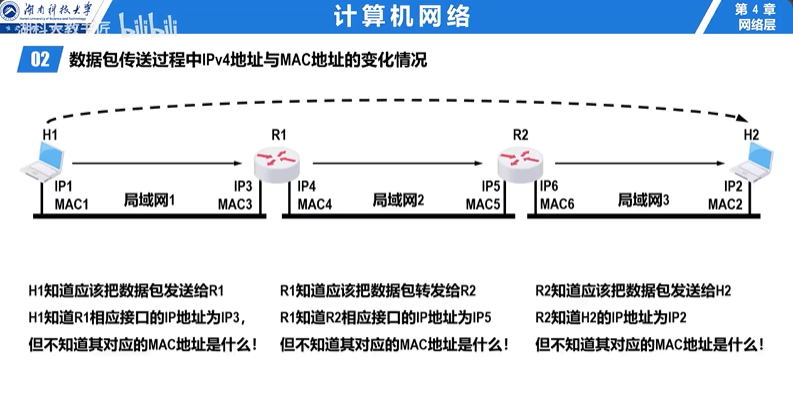 湖南科技大学
计算机网络
第 4 章
网络层
bilibili
02 数据包传送过程中IPv4地址与MAC地址的变化情况
H1 R1 R2 H2
IP1 IP3 IP4 IP5 IP6 IP2
局域网1 局域网2 局域网3
MAC1 MAC3 MAC4 MAC5 MAC6 MAC2
H1知道应该把数据包发送给R1
H1知道R1相应接口的IP地址为IP3，
但不知道其对应的MAC地址是什么！
R1知道应该把数据包转发给R2
R1知道R2相应接口的IP地址为IP5
但不知道其对应的MAC地址是什么！
R2知道应该把数据包发送给H2
R2知道H2的IP地址为IP2
但不知道其对应的MAC地址是什么！